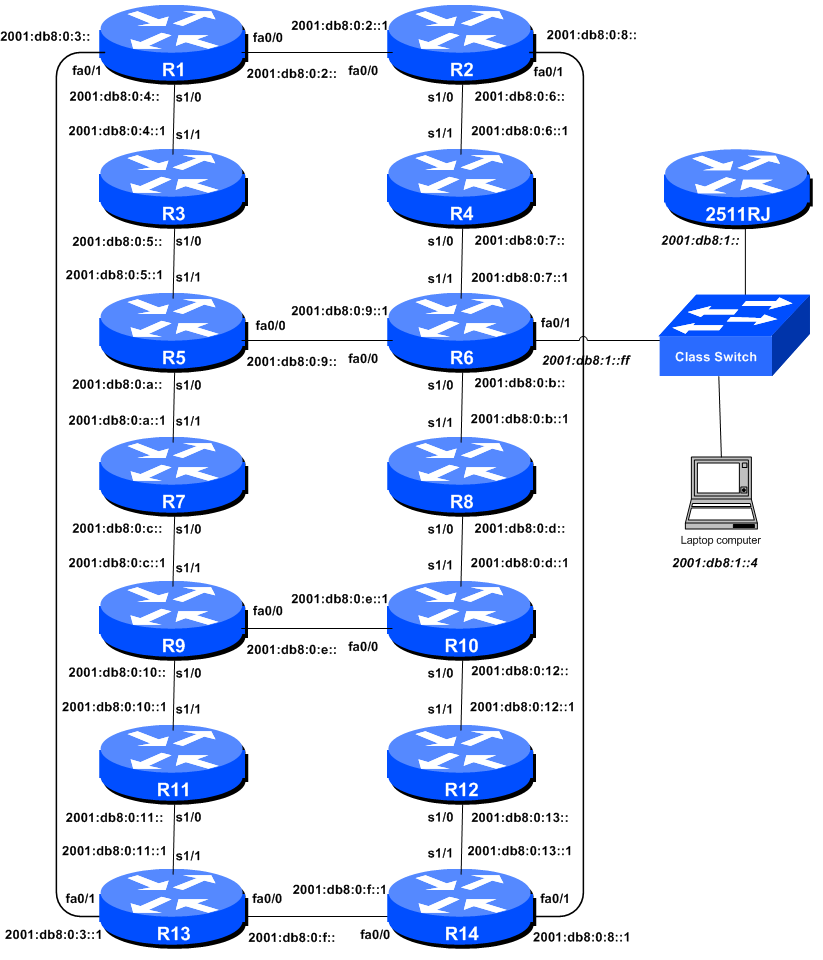 2001:db8:0:3::
fa0/0
2001:db8:0:2::1
2001:db8:0:8::
fa0/1
R1
2001:db8:0:2::
fa0/0
R2
fa0/1
2001:db8:0:4::
s1/0
s1/0
2001:db8:0:6::
2001:db8:0:4::1
s1/1
s1/1
2001:db8:0:6::1
R3
R4
2511RJ
2001:db8:0:5::
s1/0
s1/0
2001:db8:0:7::
2001:db8:1::
2001:db8:0:5::1
s1/1
s1/1
2001:db8:0:7::1
fa0/0
2001:db8:0:9::1
fa0/1
R5
2001:db8:0:9::
fa0/0
R6
2001:db8:1::ff
Class Switch
2001:db8:0:a::
s1/0
s1/0
2001:db8:0:b::
2001:db8:0:a::1
s1/1
s1/1
2001:db8:0:b::1
R7
R8
2001:db8:0:c::
s1/0
s1/0
2001:db8:0:d::
Laptop computer
2001:db8:0:c::1
s1/1
s1/1
2001:db8:0:d::1
2001:db8:1::4
fa0/0
2001:db8:0:e::1
R9
2001:db8:0:e::
fa0/0
R10
2001:db8:0:10::
s1/0
s1/0
2001:db8:0:12::
2001:db8:0:10::1
s1/1
s1/1
2001:db8:0:12::1
R11
R12
2001:db8:0:11::
s1/0
s1/0
2001:db8:0:13::
2001:db8:0:11::1
s1/1
s1/1
2001:db8:0:13::1
fa0/1
fa0/0
2001:db8:0:f::1
fa0/1
2001:db8:0:3::1
R13
2001:db8:0:f::
fa0/0
R14
2001:db8:0:8::1